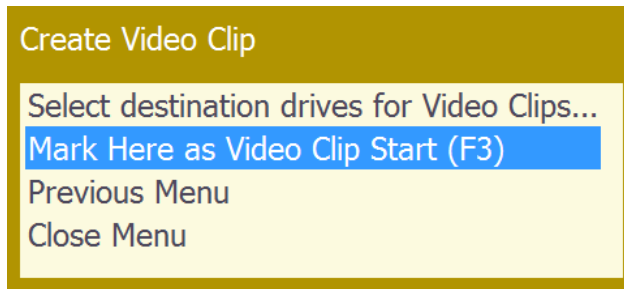 Create Video Clip
Select destination drives for Video Clips...
Mark Here as Video Clip Start (F3)
Previous Menu
Close Menu